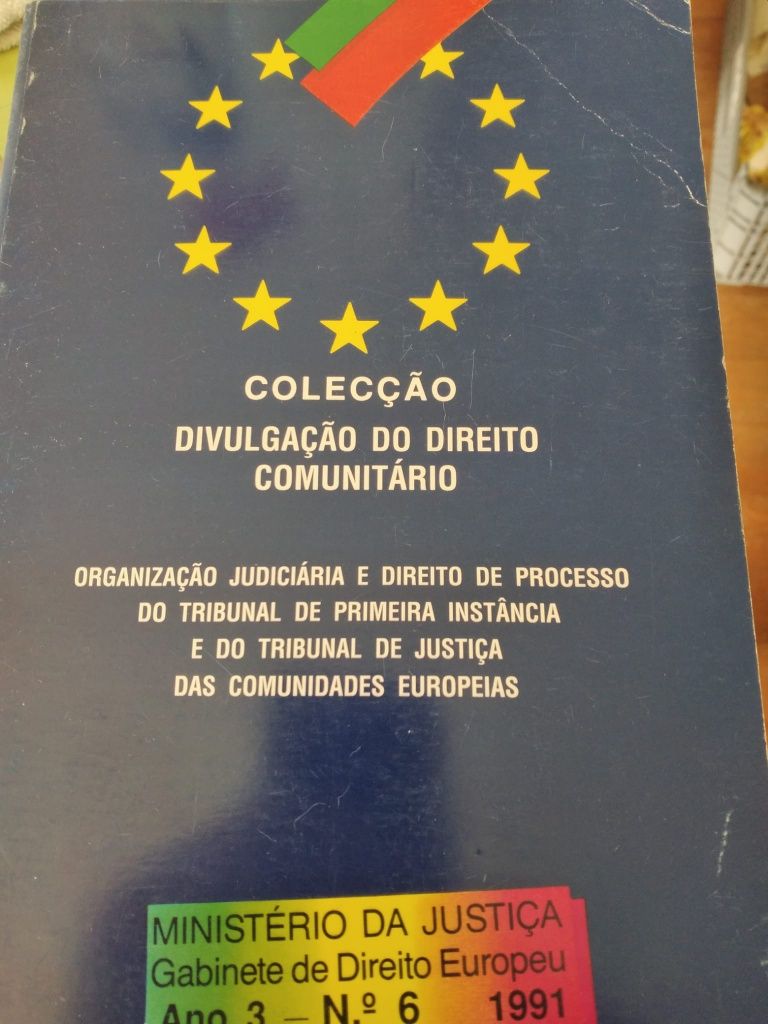 COLECÇÃO
DIVULGAÇÃO DO DIREITO
COMUNITÁRIO
ORGANIZAÇÃO JUDICIÁRIA E DIREITO DE PROCESSO
DO TRIBUNAL DE PRIMEIRA INSTÂNCIA
E DO TRIBUNAL DE JUSTIÇA
DAS COMUNIDADES EUROPEIAS
MINISTÉRIO DA JUSTIÇA
Gabinete de Direito Europeu
Ano 3 – N.º 6 1991